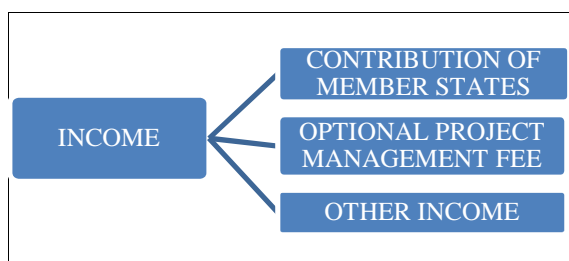 INCOME
CONTRIBUTION OF
MEMBER STATES
OPTIONAL PROJECT
MANAGEMENT FEE
OTHER INCOME